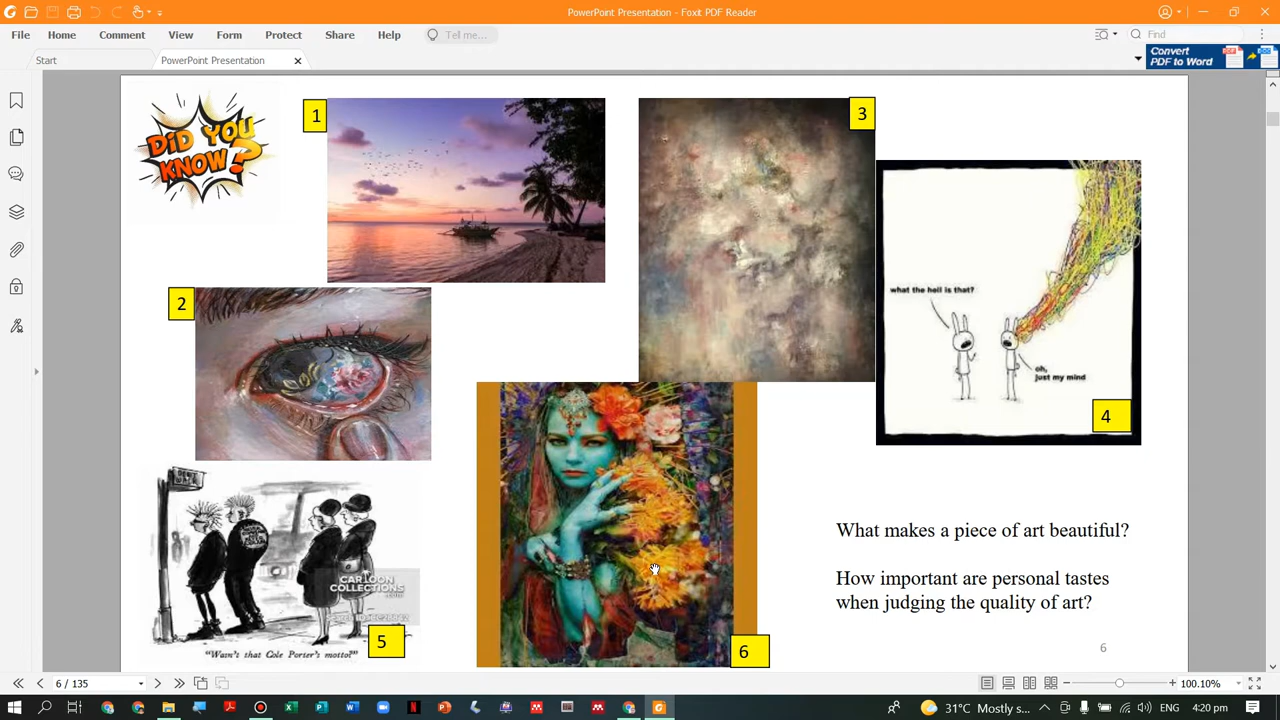 PowerPoint Presentation - Foxit PDF Reader
File Home Comment View Form Protect Share Help Tell me... Find
Start PowerPoint Presentation
Convert
PDF to Word
DID YOU
KNOW?
1
3
2
what the hell is that?
oh,
just my mind
4
CARTOON
COLLECTIONS
.com
5
"Wasn't that Cole Porter's motto?"
6
What makes a piece of art beautiful?
How important are personal tastes
when judging the quality of art?
6
6 / 135 100.10%
31°C Mostly s... ENG 4:20 pm